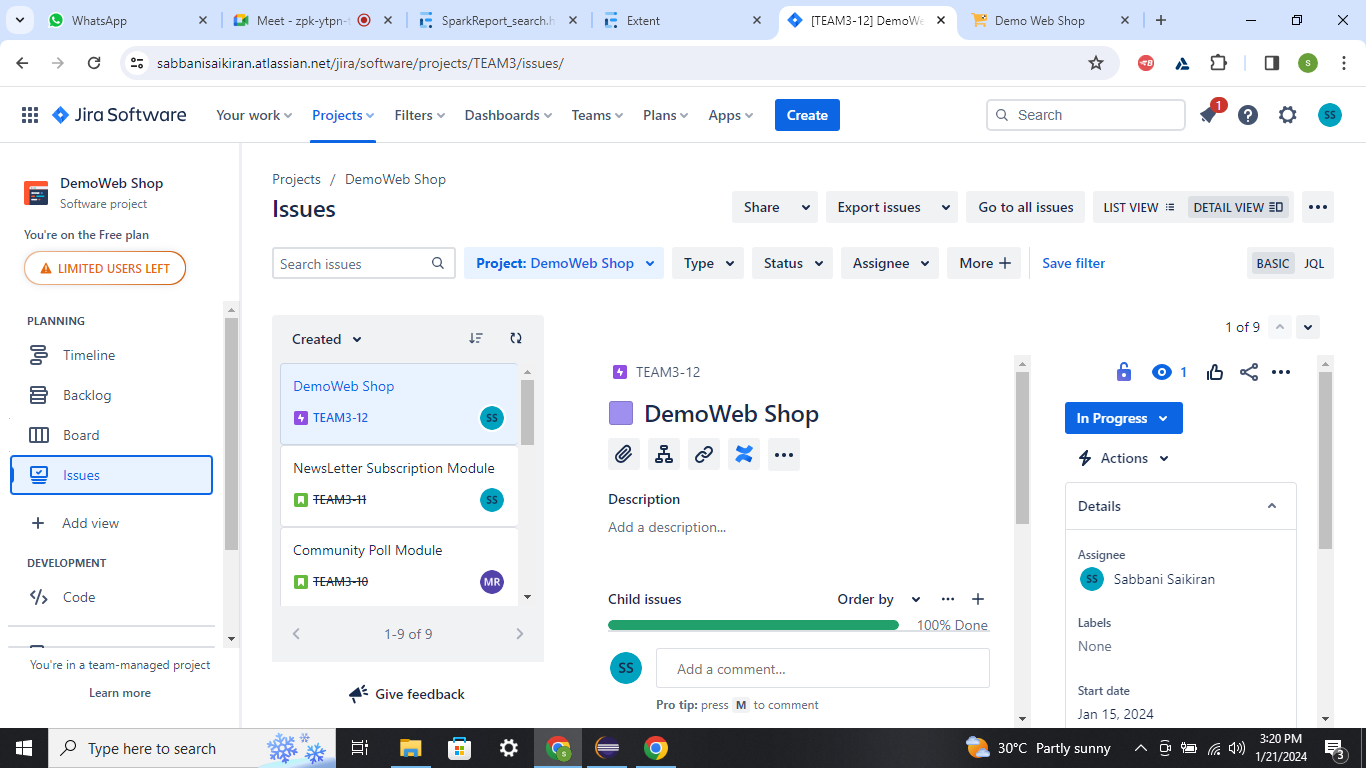 WhatsApp
Meet - zpk-ytpn-
SparkReport_search.h
Extent
[TEAM3-12] DemoWe
Demo Web Shop
sabbanisaikiran.atlassian.net/jira/software/projects/TEAM3/issues/
s
Jira Software
Your work
Projects
Filters
Dashboards
Teams
Plans
Apps
Create
Search
1
SS
DemoWeb Shop
Software project
You're on the Free plan
LIMITED USERS LEFT
PLANNING
Timeline
Backlog
Board
Issues
Add view
DEVELOPMENT
Code
You're in a team-managed project
Learn more
Projects / DemoWeb Shop
Issues
Share
Export issues
Go to all issues
LIST VIEW
DETAIL VIEW
Search issues
Project: DemoWeb Shop
Type
Status
Assignee
More
Save filter
BASIC
JQL
Created
DemoWeb Shop
TEAM3-12
SS
NewsLetter Subscription Module
TEAM3-11
SS
Community Poll Module
TEAM3-10
MR
1-9 of 9
Give feedback
1 of 9
TEAM3-12
DemoWeb Shop
Description
Add a description...
Child issues
Order by
100% Done
SS
Add a comment...
Pro tip: press M to comment
1
In Progress
Actions
Details
Assignee
SS
Sabbani Saikiran
Labels
None
Start date
Jan 15, 2024
Type here to search
30°C Partly sunny
3:20 PM
1/21/2024
3